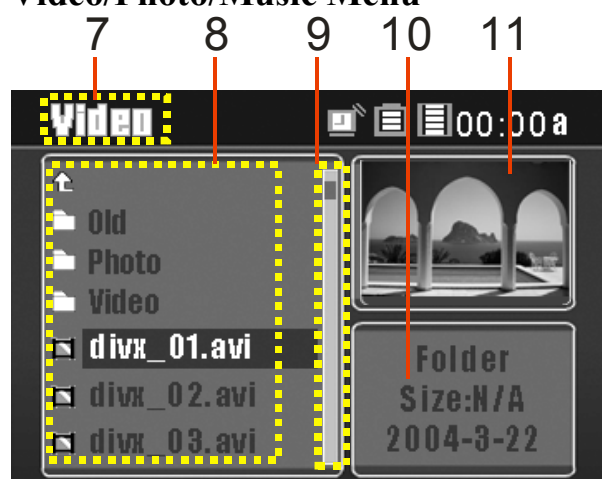 Video/Photo/Music Menu
7 8 9 10 11
Video 00:00a
Old
Photo
Video
divx_01.avi
divx_02.avi
divx_03.avi
Folder
Size:N/A
2004-3-22